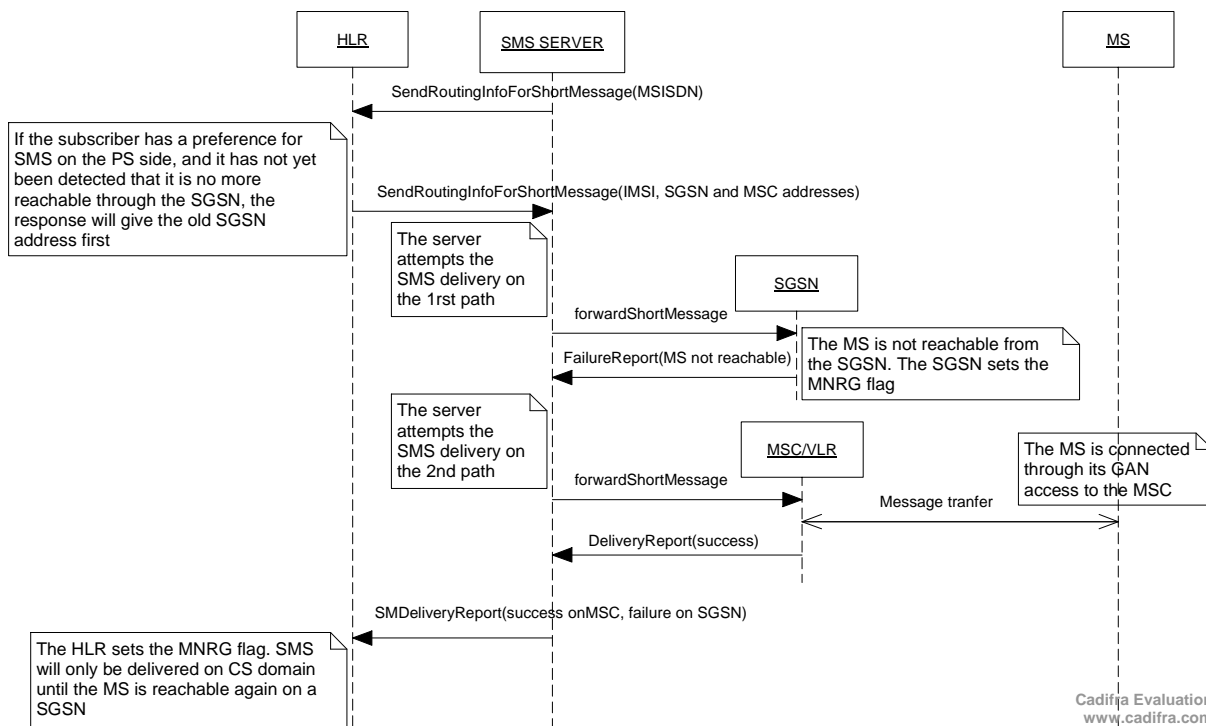 HLR
SMS SERVER
MS
SendRoutingInfoForShortMessage(MSISDN)
If the subscriber has a preference for
SMS on the PS side, and it has not yet
been detected that it is no more
reachable through the SGSN, the
response will give the old SGSN
address first
SendRoutingInfoForShortMessage(IMSI, SGSN and MSC addresses)
The server
attempts the
SMS delivery on
the 1rst path
SGSN
forwardShortMessage
The MS is not reachable from
the SGSN. The SGSN sets the
MNRG flag
FailureReport(MS not reachable)
The server
attempts the
SMS delivery on
the 2nd path
MSC/VLR
The MS is connected
through its GAN
access to the MSC
forwardShortMessage
Message tranfer
DeliveryReport(success)
SMDeliveryReport(success onMSC, failure on SGSN)
The HLR sets the MNRG flag. SMS
will only be delivered on CS domain
until the MS is reachable again on a
SGSN
Cadifra Evaluation
www.cadifra.com